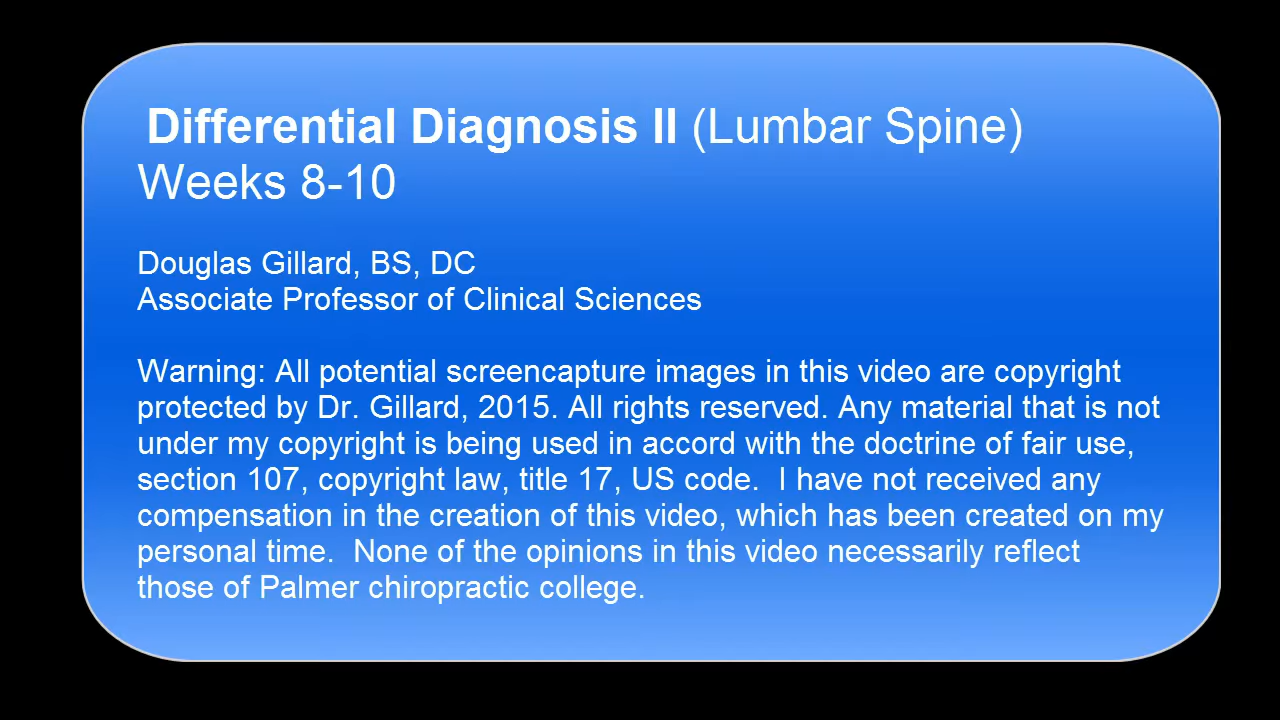 Differential Diagnosis II (Lumbar Spine)
Weeks 8-10
Douglas Gillard, BS, DC
Associate Professor of Clinical Sciences
Warning: All potential screencapture images in this video are copyright
protected by Dr. Gillard, 2015. All rights reserved. Any material that is not
under my copyright is being used in accord with the doctrine of fair use,
section 107, copyright law, title 17, US code.  I have not received any
compensation in the creation of this video, which has been created on my
personal time.  None of the opinions in this video necessarily reflect
those of Palmer chiropractic college.